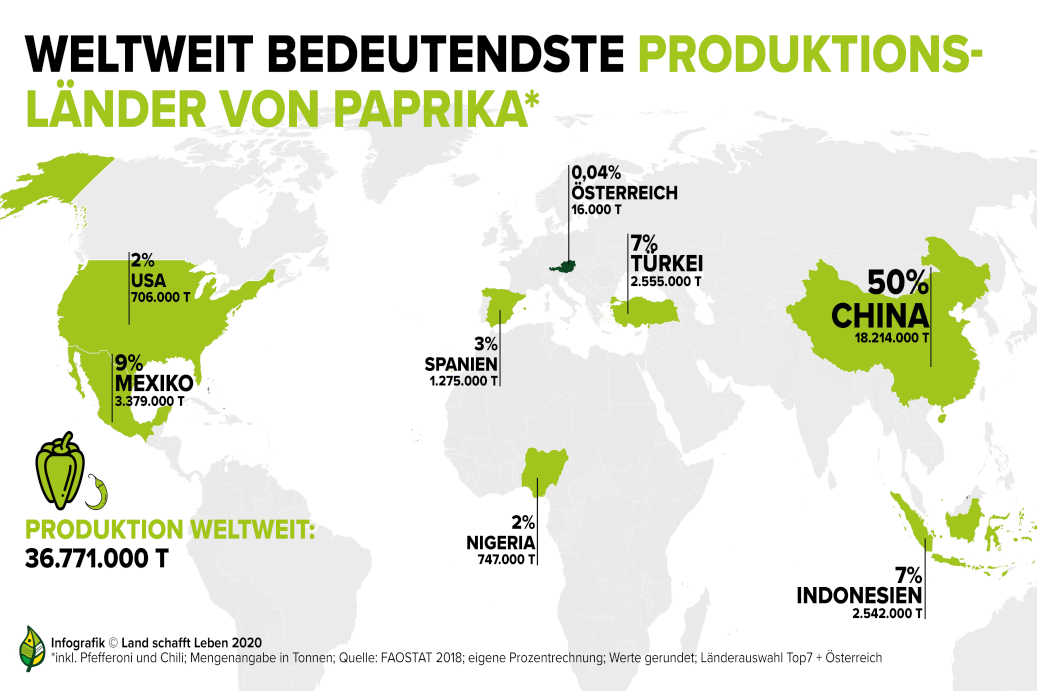 WELTWEIT BEDEUTENDSTE PRODUKTIONS-
LÄNDER VON PAPRIKA*
0,04%
ÖSTERREICH
16.000 T
7%
TÜRKEI
2.555.000 T
2%
USA
706.000 T
50%
CHINA
18.214.000 T
3%
SPANIEN
1.275.000 T
9%
MEXIKO
3.379.000 T
2%
NIGERIA
747.000 T
PRODUKTION WELTWEIT:
36.771.000 T
7%
INDONESIEN
2.542.000 T
Infografik © Land schafft Leben 2020
*inkl. Pfefferoni und Chili; Mengenangabe in Tonnen; Quelle: FAOSTAT 2018; eigene Prozentrechnung; Werte gerundet; Länderauswahl Top7 + Österreich